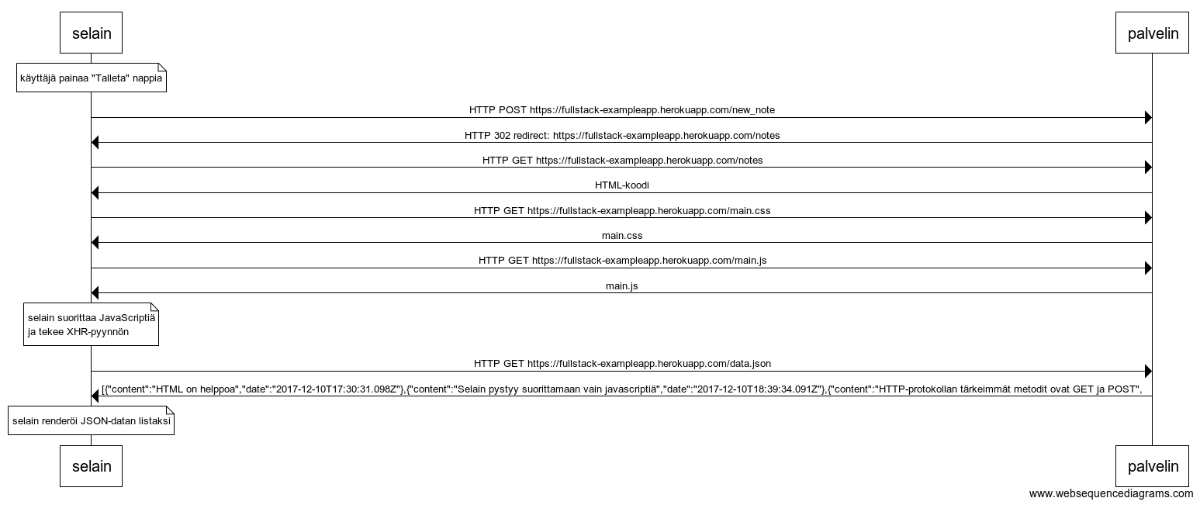 selain
palvelin
käyttäjä painaa "Talleta" nappia
HTTP POST https://fullstack-exampleapp.herokuapp.com/new_note
HTTP 302 redirect: https://fullstack-exampleapp.herokuapp.com/notes
HTTP GET https://fullstack-exampleapp.herokuapp.com/notes
HTML-koodi
HTTP GET https://fullstack-exampleapp.herokuapp.com/main.css
main.css
HTTP GET https://fullstack-exampleapp.herokuapp.com/main.js
main.js
selain suorittaa JavaScriptiä
ja tekee XHR-pyynnön
HTTP GET https://fullstack-exampleapp.herokuapp.com/data.json
[{"content":"HTML on helppoa","date":"2017-12-10T17:30:31.098Z"},{"content":"Selain pystyy suorittamaan vain javascriptiä","date":"2017-12-10T18:39:34.091Z"},{"content":"HTTP-protokollan tärkeimmät metodit ovat GET ja POST",
selain renderöi JSON-datan listaksi
selain
palvelin
www.websequencediagrams.com